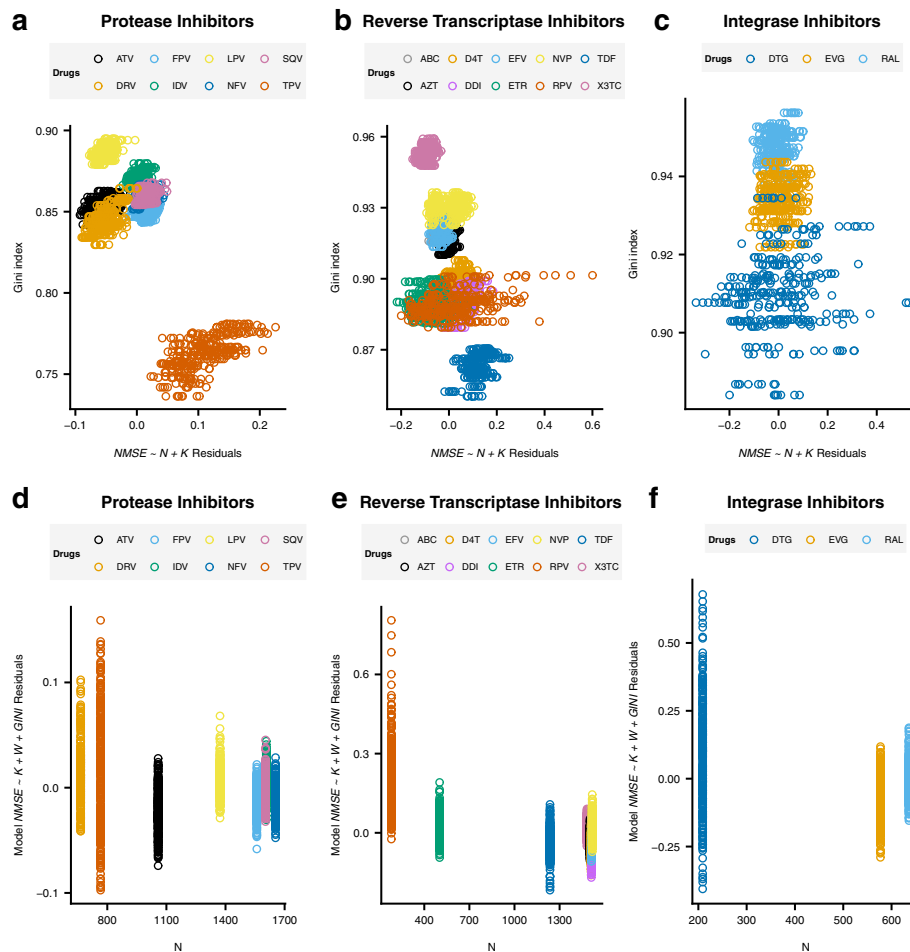 a
Protease Inhibitors
Drugs
ATV FPV LPV SQV
DRV IDV NFV TPV
Gini index
0.90
0.85
0.80
0.75
−0.1 0.0 0.1 0.2
NMSE ~ N + K Residuals
b
Reverse Transcriptase Inhibitors
Drugs
ABC D4T EFV NVP TDF
AZT DDI ETR RPV X3TC
Gini index
0.96
0.93
0.90
0.87
−0.2 0.0 0.2 0.4 0.6
NMSE ~ N + K Residuals
c
Integrase Inhibitors
Drugs DTG EVG RAL
Gini index
0.94
0.92
0.90
−0.2 0.0 0.2 0.4
NMSE ~ N + K Residuals
d
Protease Inhibitors
Drugs
ATV FPV LPV SQV
DRV IDV NFV TPV
Model NMSE ~ K + W + GINI Residuals
0.1
0.0
−0.1
800 1100 1400 1700
N
e
Reverse Transcriptase Inhibitors
Drugs
ABC D4T EFV NVP TDF
AZT DDI ETR RPV X3TC
Model NMSE ~ K + W + GINI Residuals
0.6
0.3
0.0
400 700 1000 1300
N
f
Integrase Inhibitors
Drugs DTG EVG RAL
Model NMSE ~ K + W + GINI Residuals
0.50
0.25
0.00
−0.25
200 300 400 500 600
N